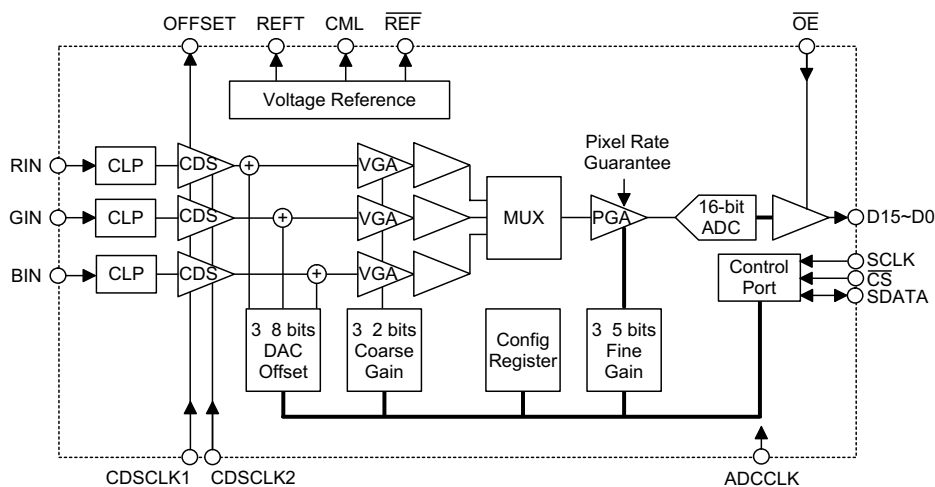 OFFSET REFT CML REF OE
Voltage Reference
RIN CLP CDS + VGA
Pixel Rate
Guarantee
GIN CLP CDS + VGA MUX PGA 16-bit
ADC D15~D0
BIN CLP CDS + VGA
Control
Port
SCLK
CS
SDATA
3 8 bits
DAC
Offset
3 2 bits
Coarse
Gain
Config
Register
3 5 bits
Fine
Gain
CDSCLK1 CDSCLK2 ADCCLK